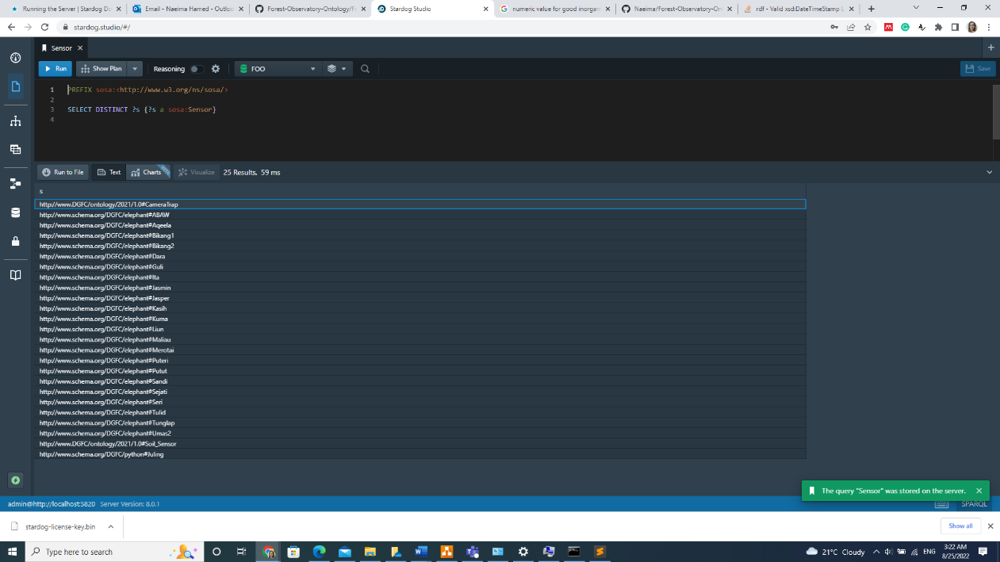 Running the Server | Stardog Do
Email - Naeima Hamed - Outloo
Forest-Observatory-Ontology/Fo
Stardog Studio
numeric value for good inorgani
Naeima/Forest-Observatory-Ont
rdf - Valid xsd:DateTimeStamp L
stardog.studio/#/
Sensor
Run
Show Plan
Reasoning
FOO
Save
1 PREFIX sosa:<http://www.w3.org/ns/sosa/>
2
3 SELECT DISTINCT ?s {?s a sosa:Sensor}
4
Run to File
Text
Charts
Visualize
25 Results, 59 ms
s
http://www.DGFC/ontology/2021/1.0#CameraTrap
http://www.schema.org/DGFC/elephant#ABAW
http://www.schema.org/DGFC/elephant#Aqeela
http://www.schema.org/DGFC/elephant#Bikang1
http://www.schema.org/DGFC/elephant#Bikang2
http://www.schema.org/DGFC/elephant#Dara
http://www.schema.org/DGFC/elephant#Guli
http://www.schema.org/DGFC/elephant#Ita
http://www.schema.org/DGFC/elephant#Jasmin
http://www.schema.org/DGFC/elephant#Jasper
http://www.schema.org/DGFC/elephant#Kasih
http://www.schema.org/DGFC/elephant#Kuma
http://www.schema.org/DGFC/elephant#Liun
http://www.schema.org/DGFC/elephant#Maliau
http://www.schema.org/DGFC/elephant#Merotai
http://www.schema.org/DGFC/elephant#Puteri
http://www.schema.org/DGFC/elephant#Putut
http://www.schema.org/DGFC/elephant#Sandi
http://www.schema.org/DGFC/elephant#Sejati
http://www.schema.org/DGFC/elephant#Seri
http://www.schema.org/DGFC/elephant#Tulid
http://www.schema.org/DGFC/elephant#Tunglap
http://www.schema.org/DGFC/elephant#Umas2
http://www.DGFC/ontology/2021/1.0#Soil_Sensor
http://www.schema.org/DGFC/python#Juling
The query "Sensor" was stored on the server.
admin@http://localhost:5820 Server Version: 8.0.1
SPARQL
stardog-license-key.bin
Show all
Type here to search
21°C Cloudy
ENG
3:22 AM
8/25/2022